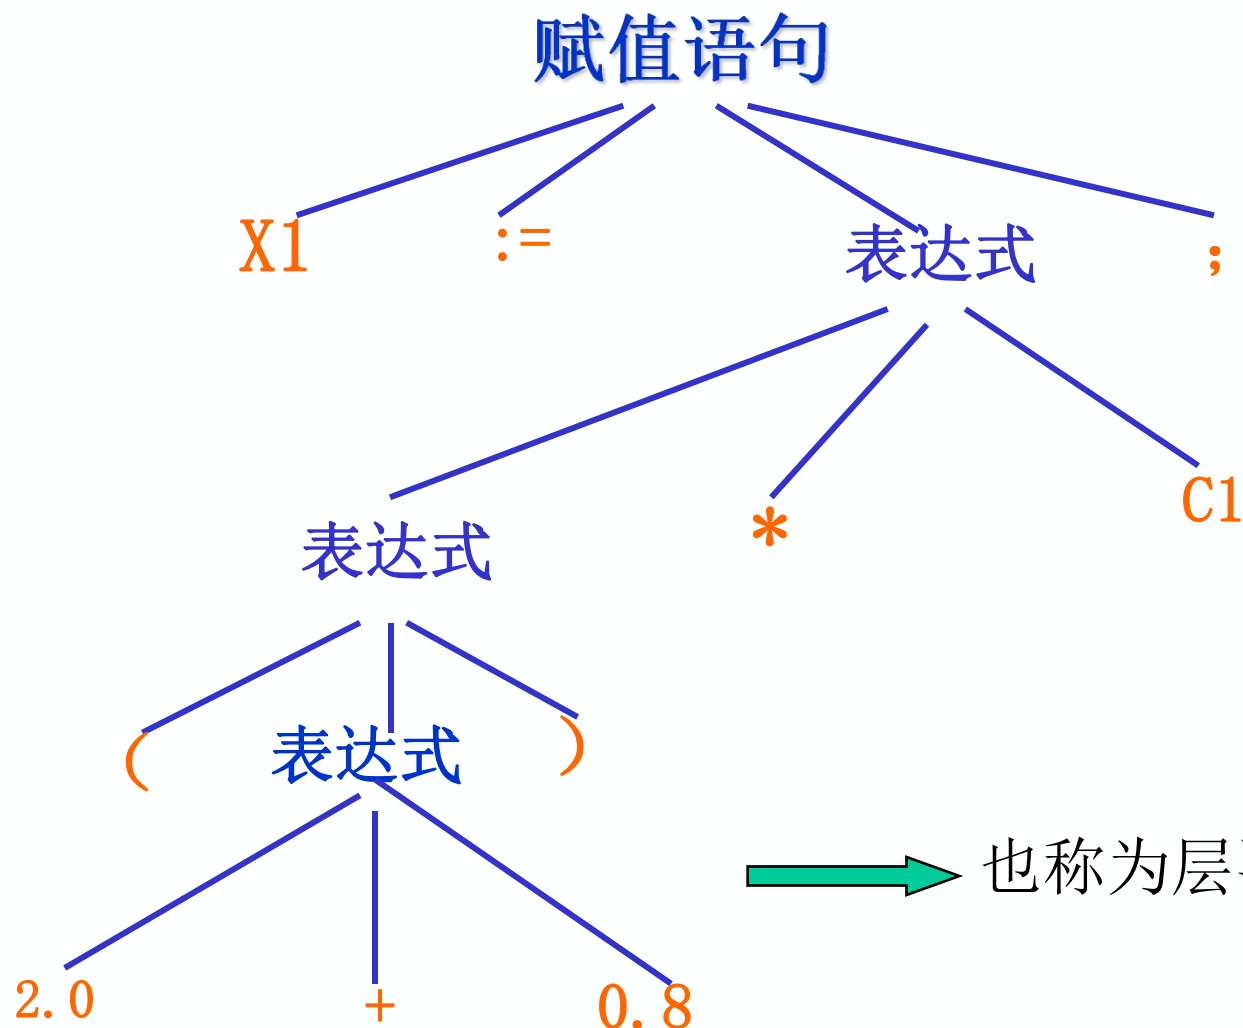 赋值语句
X1 := 表达式 ;
表达式 * C1
( 表达式 )
也称为层
2.0 + 0.8